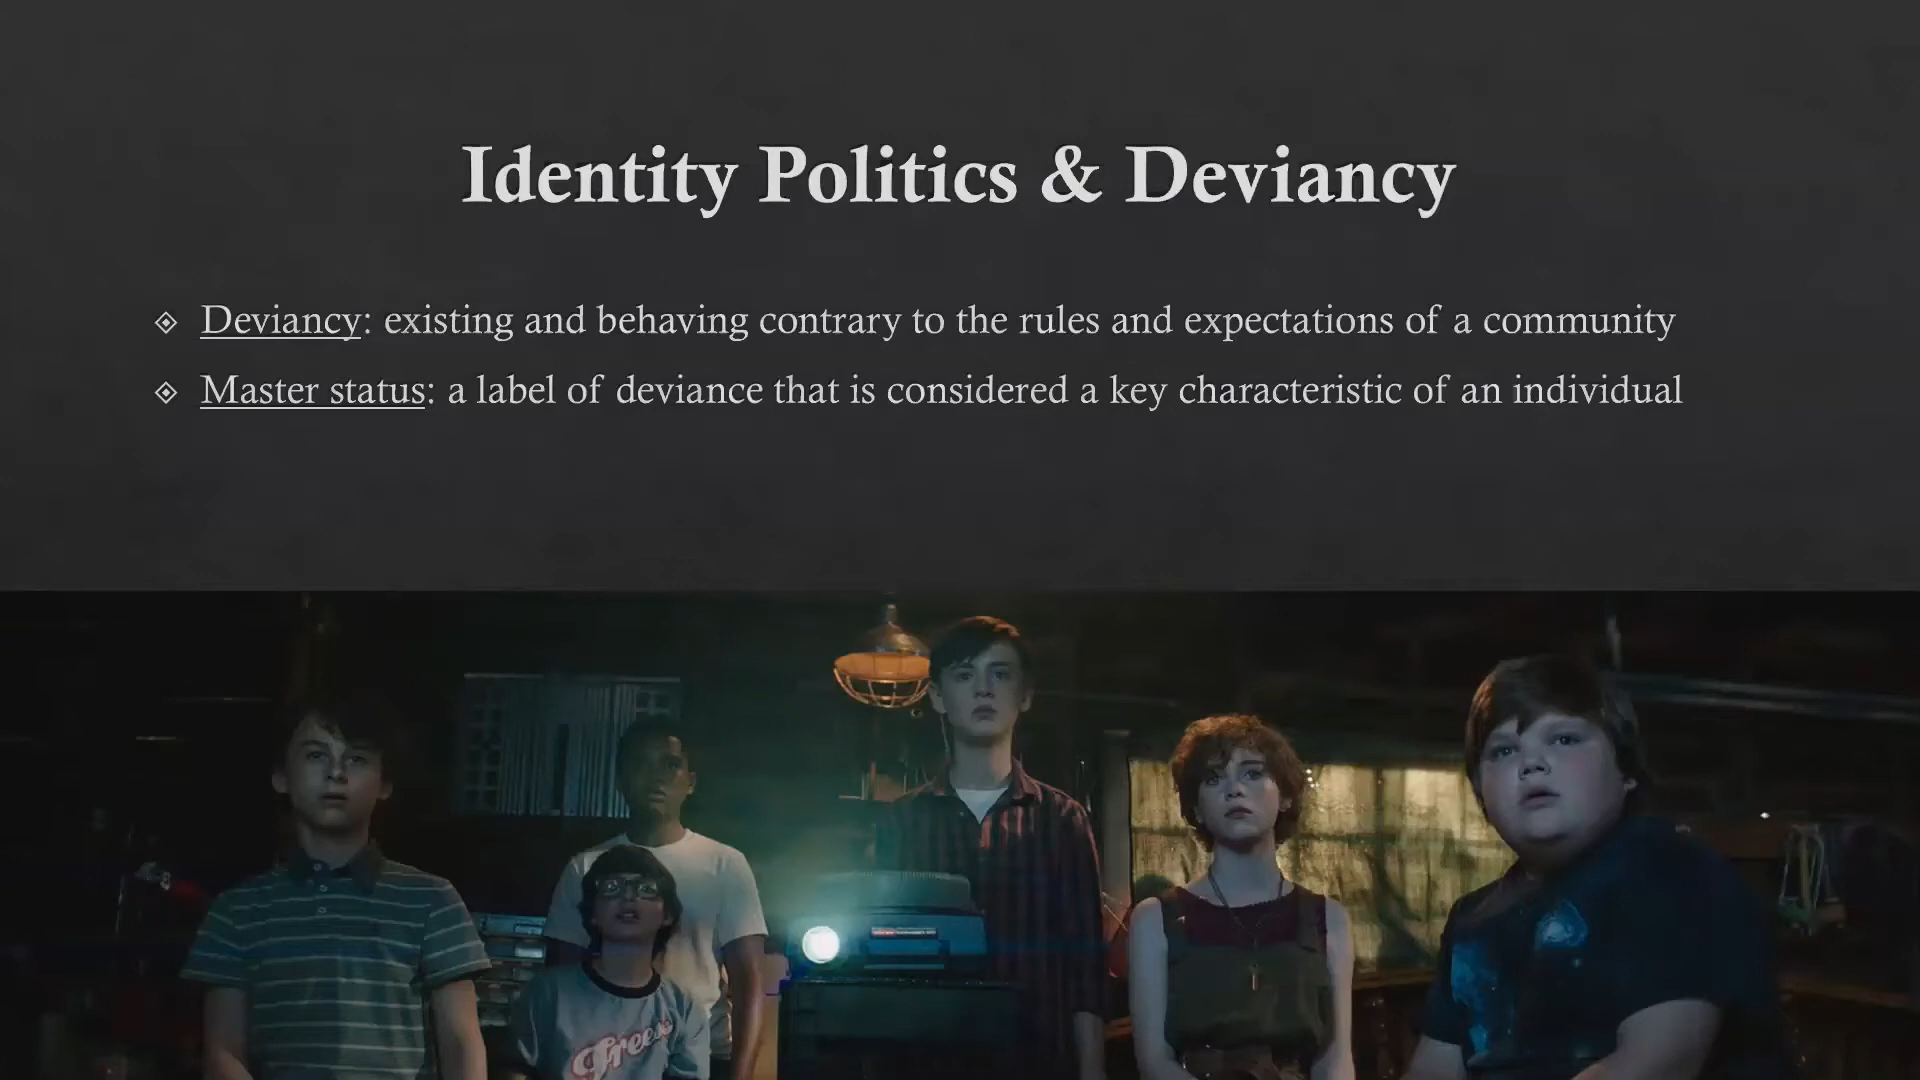 Identity Politics & Deviancy
Deviancy: existing and behaving contrary to the rules and expectations of a community
Master status: a label of deviance that is considered a key characteristic of an individual
Freese